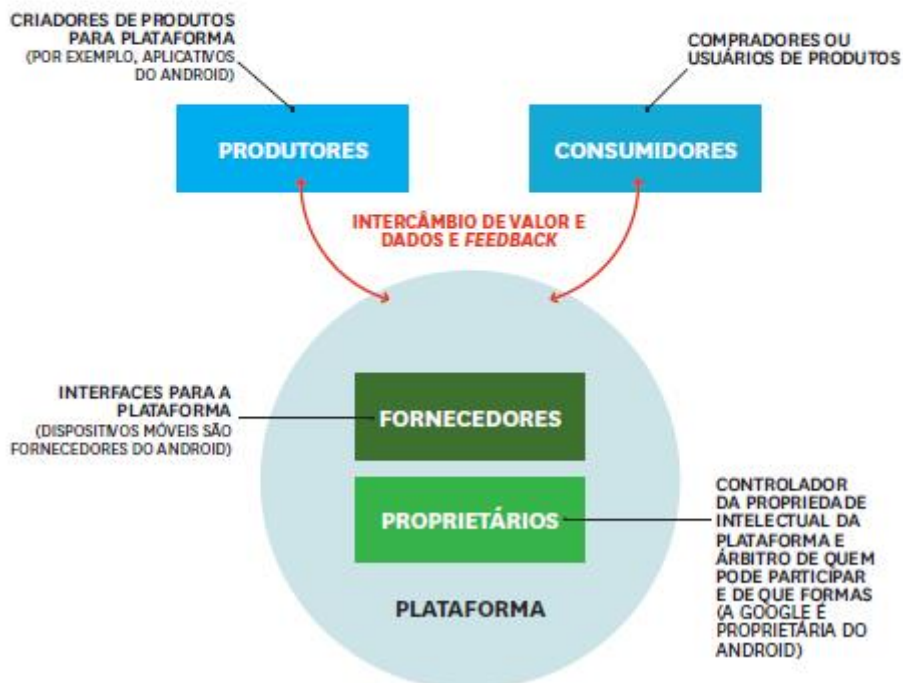 CRIADORES DE PRODUTOS
PARA PLATAFORMA
(POR EXEMPLO, APLICATIVOS
DO ANDROID)
COMPRADORES OU
USUÁRIOS DE PRODUTOS
PRODUTORES
CONSUMIDORES
INTERCÂMBIO DE VALOR E
DADOS E FEEDBACK
INTERFACES PARA A
PLATAFORMA
(DISPOSITIVOS MÓVEIS SÃO
FORNECEDORES DO ANDROID)
FORNECEDORES
PROPRIETÁRIOS
CONTROLADOR
DA PROPRIEDADE
INTELECTUAL DA
PLATAFORMA E
ÁRBITRO DE QUEM
PODE PARTICIPAR
E DE QUE FORMAS
(A GOOGLE É
PROPRIETÁRIA DO
ANDROID)
PLATAFORMA